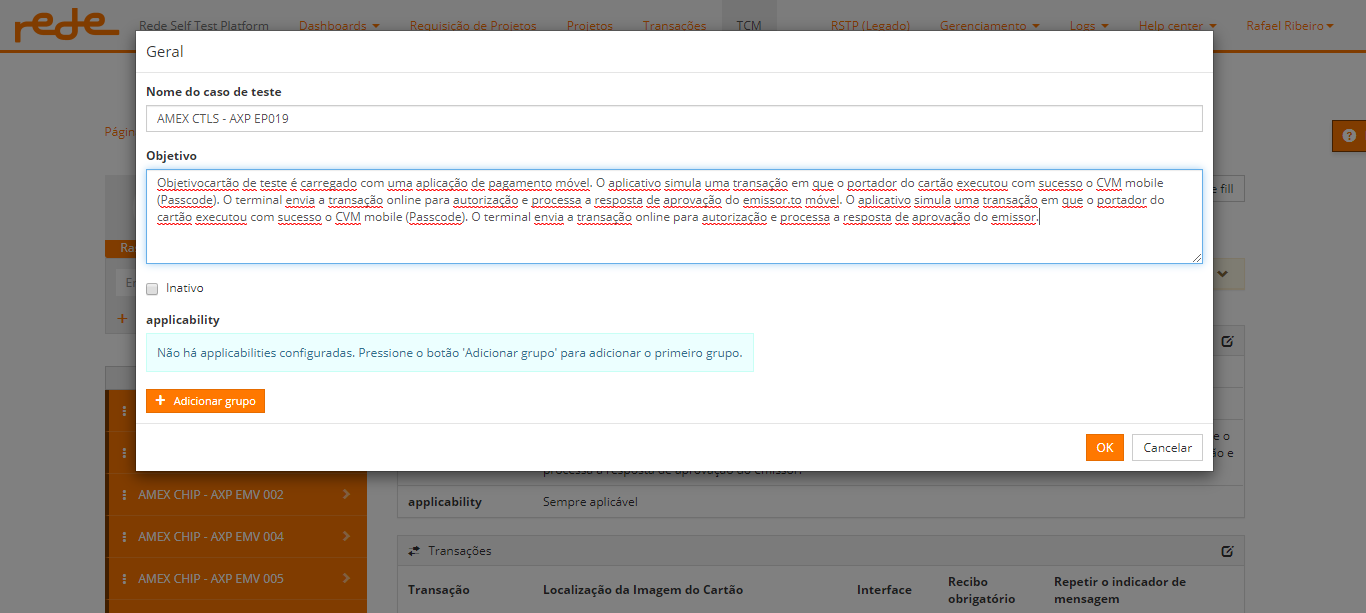 rede Rede Self Test Platform Dashboards Requisição de Projetos Projetos Transações TCM RSTP (Legado) Gerenciamento Logs Help center Rafael Ribeiro
Geral
Nome do caso de teste
AMEX CTLS - AXP EP019
Objetivo
Objetivocartão de teste é carregado com uma aplicação de pagamento móvel. O aplicativo simula uma transação em que o portador do cartão executou com sucesso o CVM mobile
(Passcode). O terminal envia a transação online para autorização e processa a resposta de aprovação do emissor.to móvel. O aplicativo simula uma transação em que o portador do
cartão executou com sucesso o CVM mobile (Passcode). O terminal envia a transação online para autorização e processa a resposta de aprovação do emissor.
Inativo
applicability
Não há applicabilities configuradas. Pressione o botão 'Adicionar grupo' para adicionar o primeiro grupo.
+ Adicionar grupo
OK Cancelar
Págin
e fill
Ra
En
+
e o
ão e
processa a resposta de aprovação do emissor.
AMEX CHIP - AXP EMV 002
applicability Sempre aplicável
AMEX CHIP - AXP EMV 004
Transações
AMEX CHIP - AXP EMV 005
Transação Localização da Imagem do Cartão Interface Recibo obrigatório Repetir o indicador de mensagem